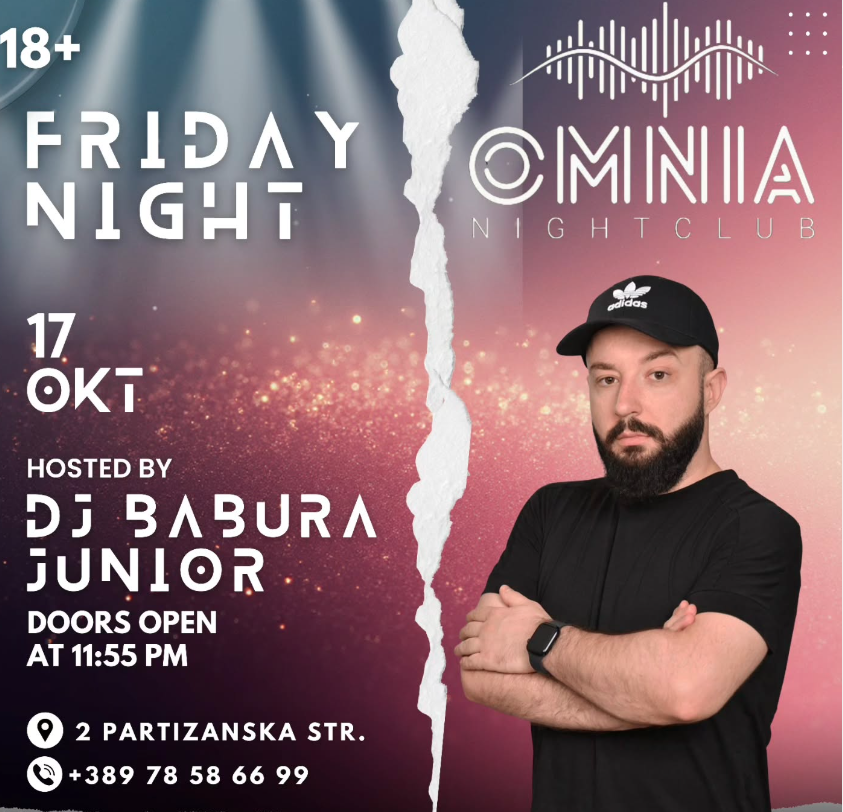 18+
FRIDAY
NIGHT
OMNIA
NIGHTCLUB
adidas
17
OKT
HOSTED BY
DJ BABURA
JUNIOR
DOORS OPEN
AT 11:55 PM
2 PARTIZANSKA STR.
+389 78 58 66 99